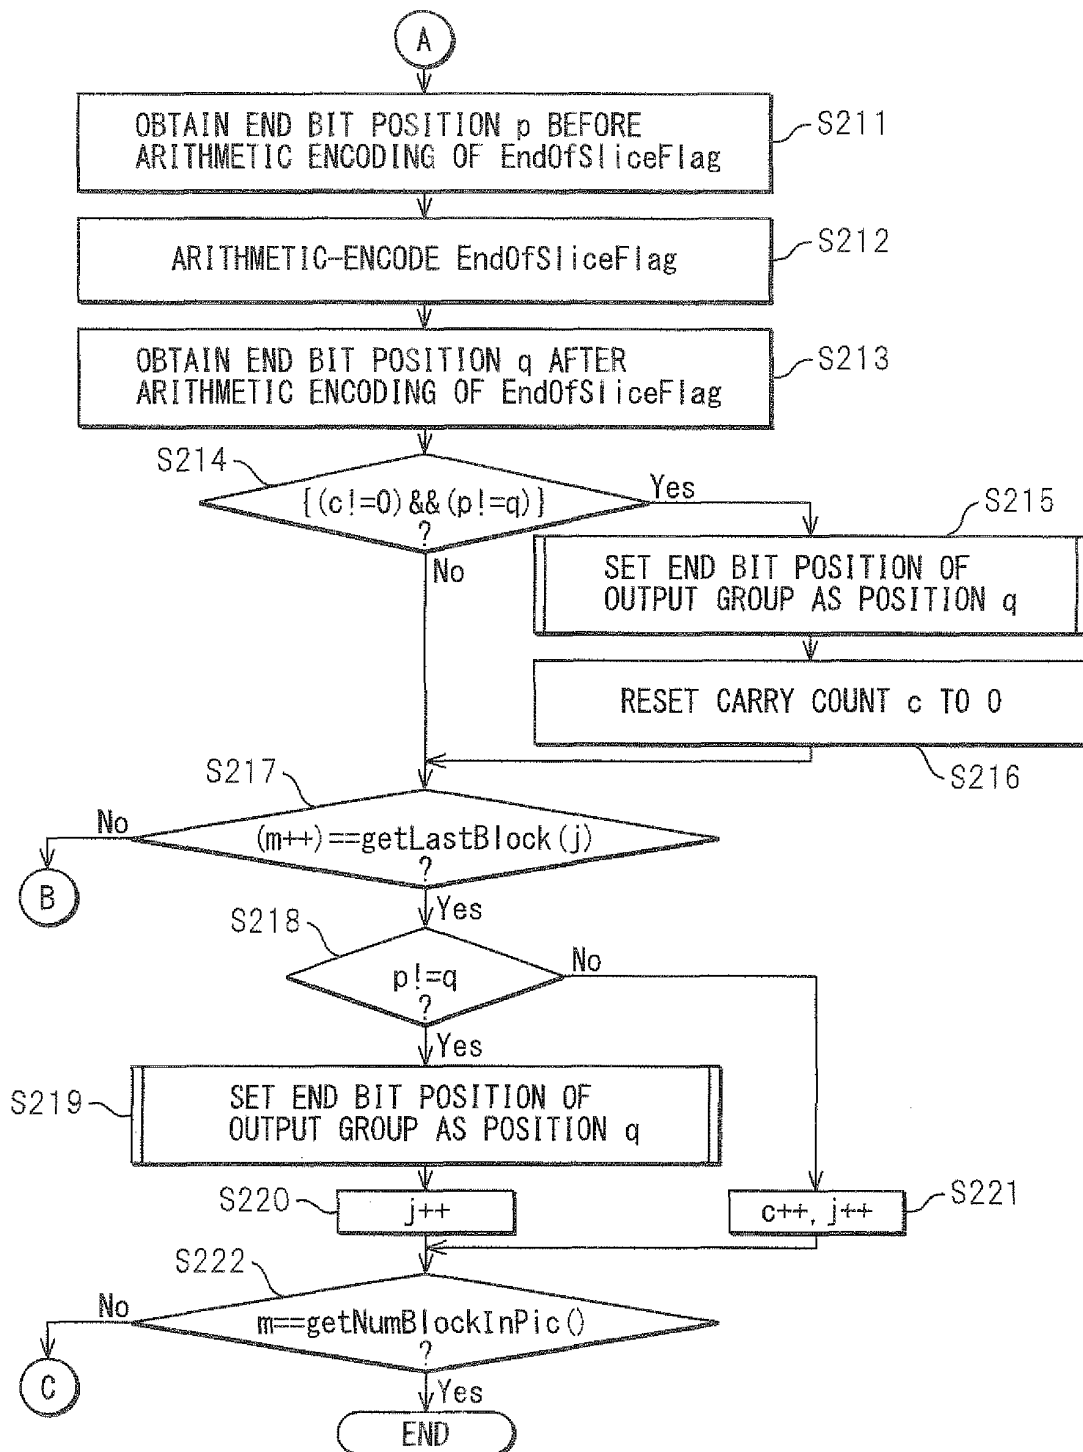 A
OBTAIN END BIT POSITION p BEFORE
ARITHMETIC ENCODING OF EndOfSliceFlag
S211
ARITHMETIC-ENCODE EndOfSliceFlag
S212
OBTAIN END BIT POSITION q AFTER
ARITHMETIC ENCODING OF EndOfSliceFlag
S213
S214
{(c!=0)&&(p!=q)}
?
Yes
No
S215
SET END BIT POSITION OF
OUTPUT GROUP AS POSITION q
RESET CARRY COUNT c TO 0
S216
S217
(m++)==getLastBlock(j)
?
No
B
Yes
S218
p!=q
?
No
Yes
S219
SET END BIT POSITION OF
OUTPUT GROUP AS POSITION q
S220
j++
c++, j++
S221
S222
m==getNumBlockInPic()
?
No
C
Yes
END